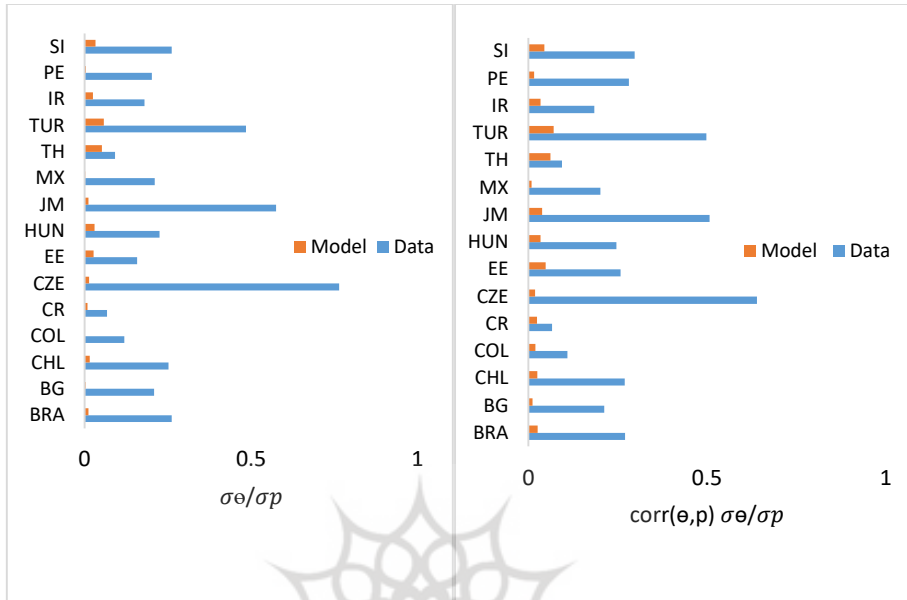 SI
PE
IR
TUR
TH
MX
JM
HUN
EE
CZE
CR
COL
CHL
BG
BRA
Model Data
0 0.5 1
σɵ/σp
SI
PE
IR
TUR
TH
MX
JM
HUN
EE
CZE
CR
COL
CHL
BG
BRA
Model Data
0 0.5 1
corr(ɵ,p) σɵ/σp